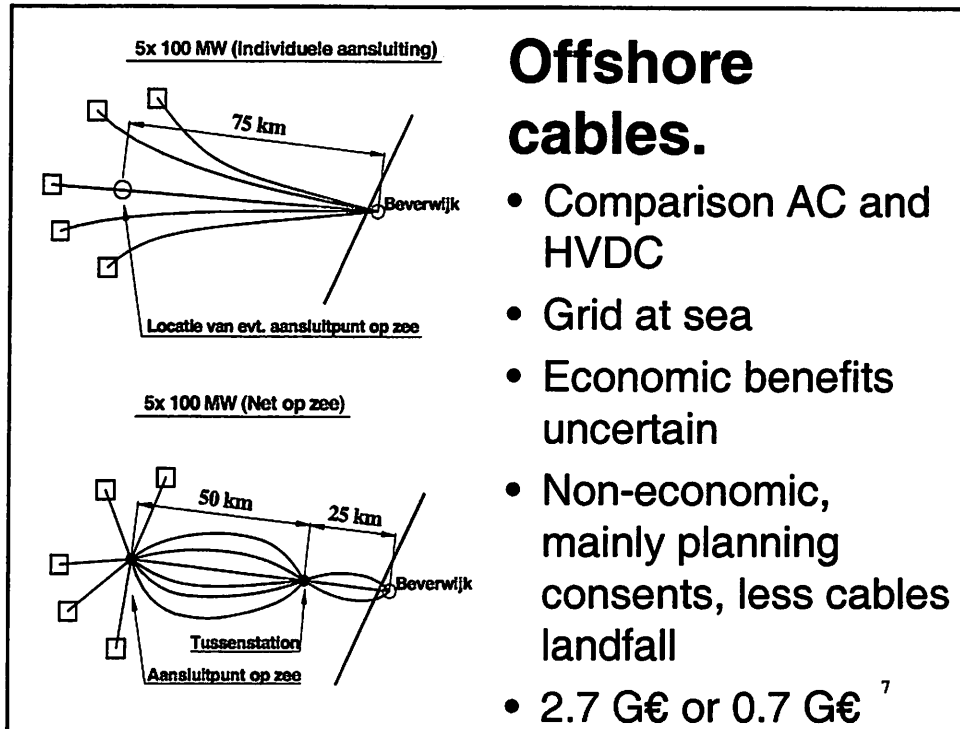 5x 100 MW (Individuele aansluiting)
75 km
Beverwijk
Locatie van evt. aansluitpunt op zee
5x 100 MW (Net op zee)
50 km
25 km
Beverwijk
Tussenstation
Aansluitpunt op zee
Offshore
cables.
• Comparison AC and
HVDC
• Grid at sea
• Economic benefits
uncertain
• Non-economic,
mainly planning
consents, less cables
landfall
• 2.7 G€ or 0.7 G€
7